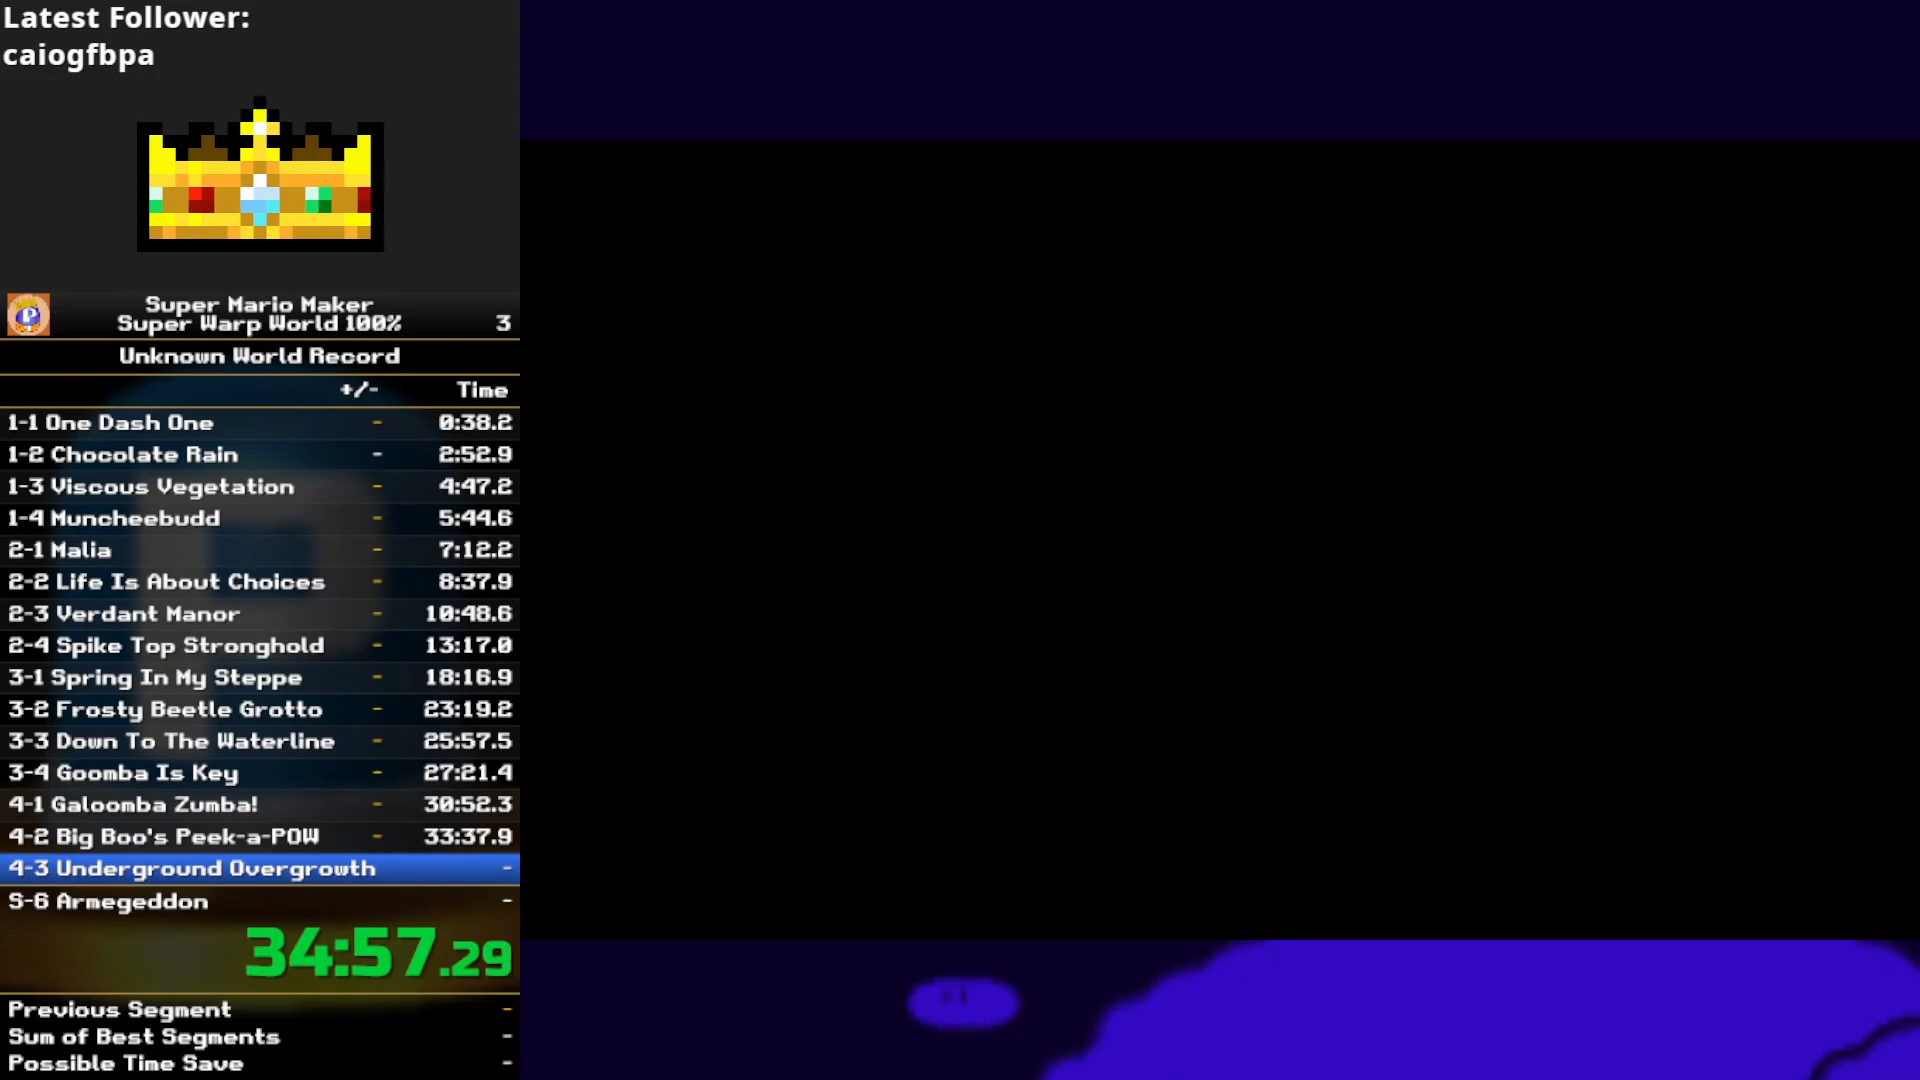 Latest Follower:
caiogfbpa
Super Mario Maker
Super Warp World 100% 3
Unknown World Record
+/- Time
1-1 One Dash One - 0:38.2
1-2 Chocolate Rain - 2:52.9
1-3 Viscous Vegetation - 4:47.2
1-4 Muncheebudd - 5:44.6
2-1 Malia - 7:12.2
2-2 Life Is About Choices - 8:37.9
2-3 Verdant Manor - 10:48.6
2-4 Spike Top Stronghold - 13:17.0
3-1 Spring In My Steppe - 18:16.9
3-2 Frosty Beetle Grotto - 23:19.2
3-3 Down To The Waterline - 25:57.5
3-4 Goomba Is Key - 27:21.4
4-1 Galoomba Zumba! - 30:52.3
4-2 Big Boo's Peek-a-POW - 33:37.9
4-3 Underground Overgrowth -
S-6 Armegeddon -
34:57.29
Previous Segment -
Sum of Best Segments -
Possible Time Save -